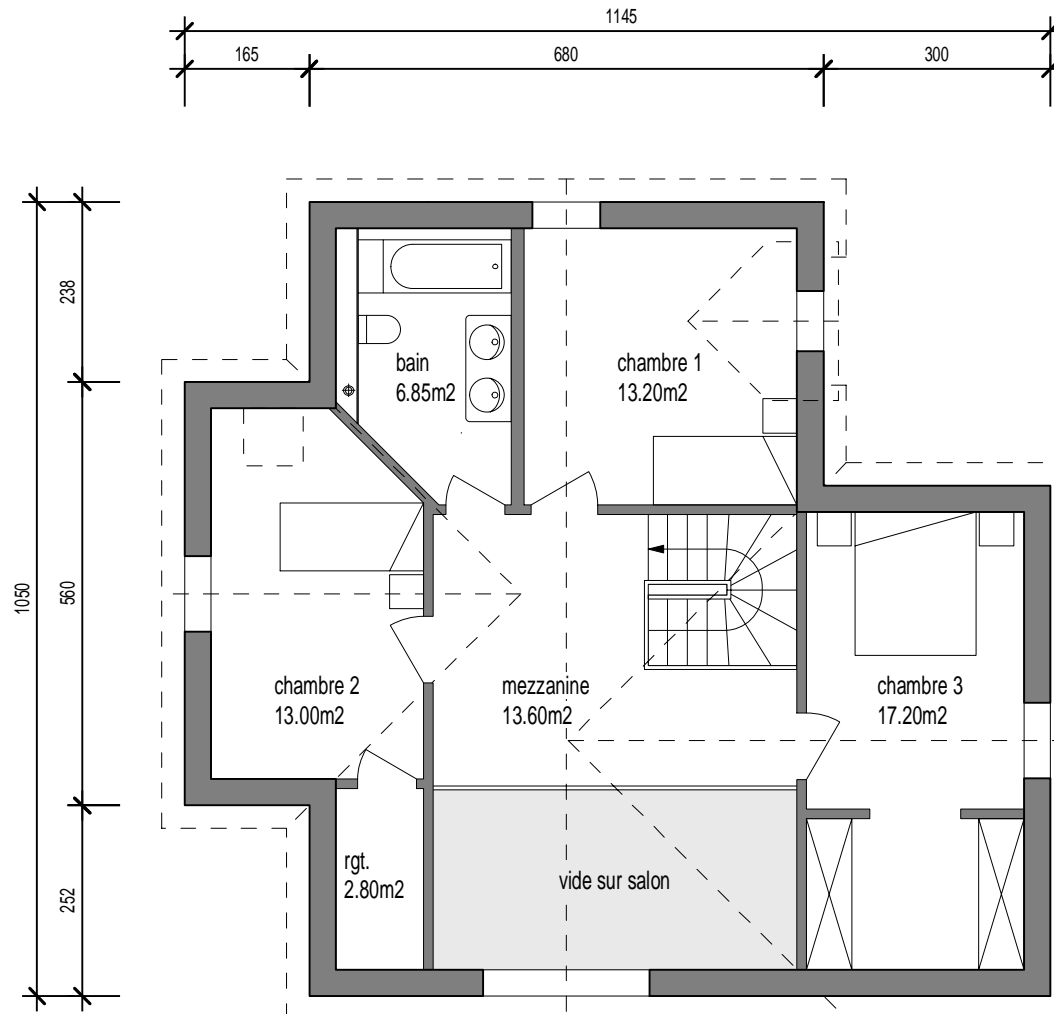 1145
165
680
300
238
1050
560
252
bain
6.85m2
chambre 1
13.20m2
chambre 2
13.00m2
mezzanine
13.60m2
chambre 3
17.20m2
rgt.
2.80m2
vide sur salon